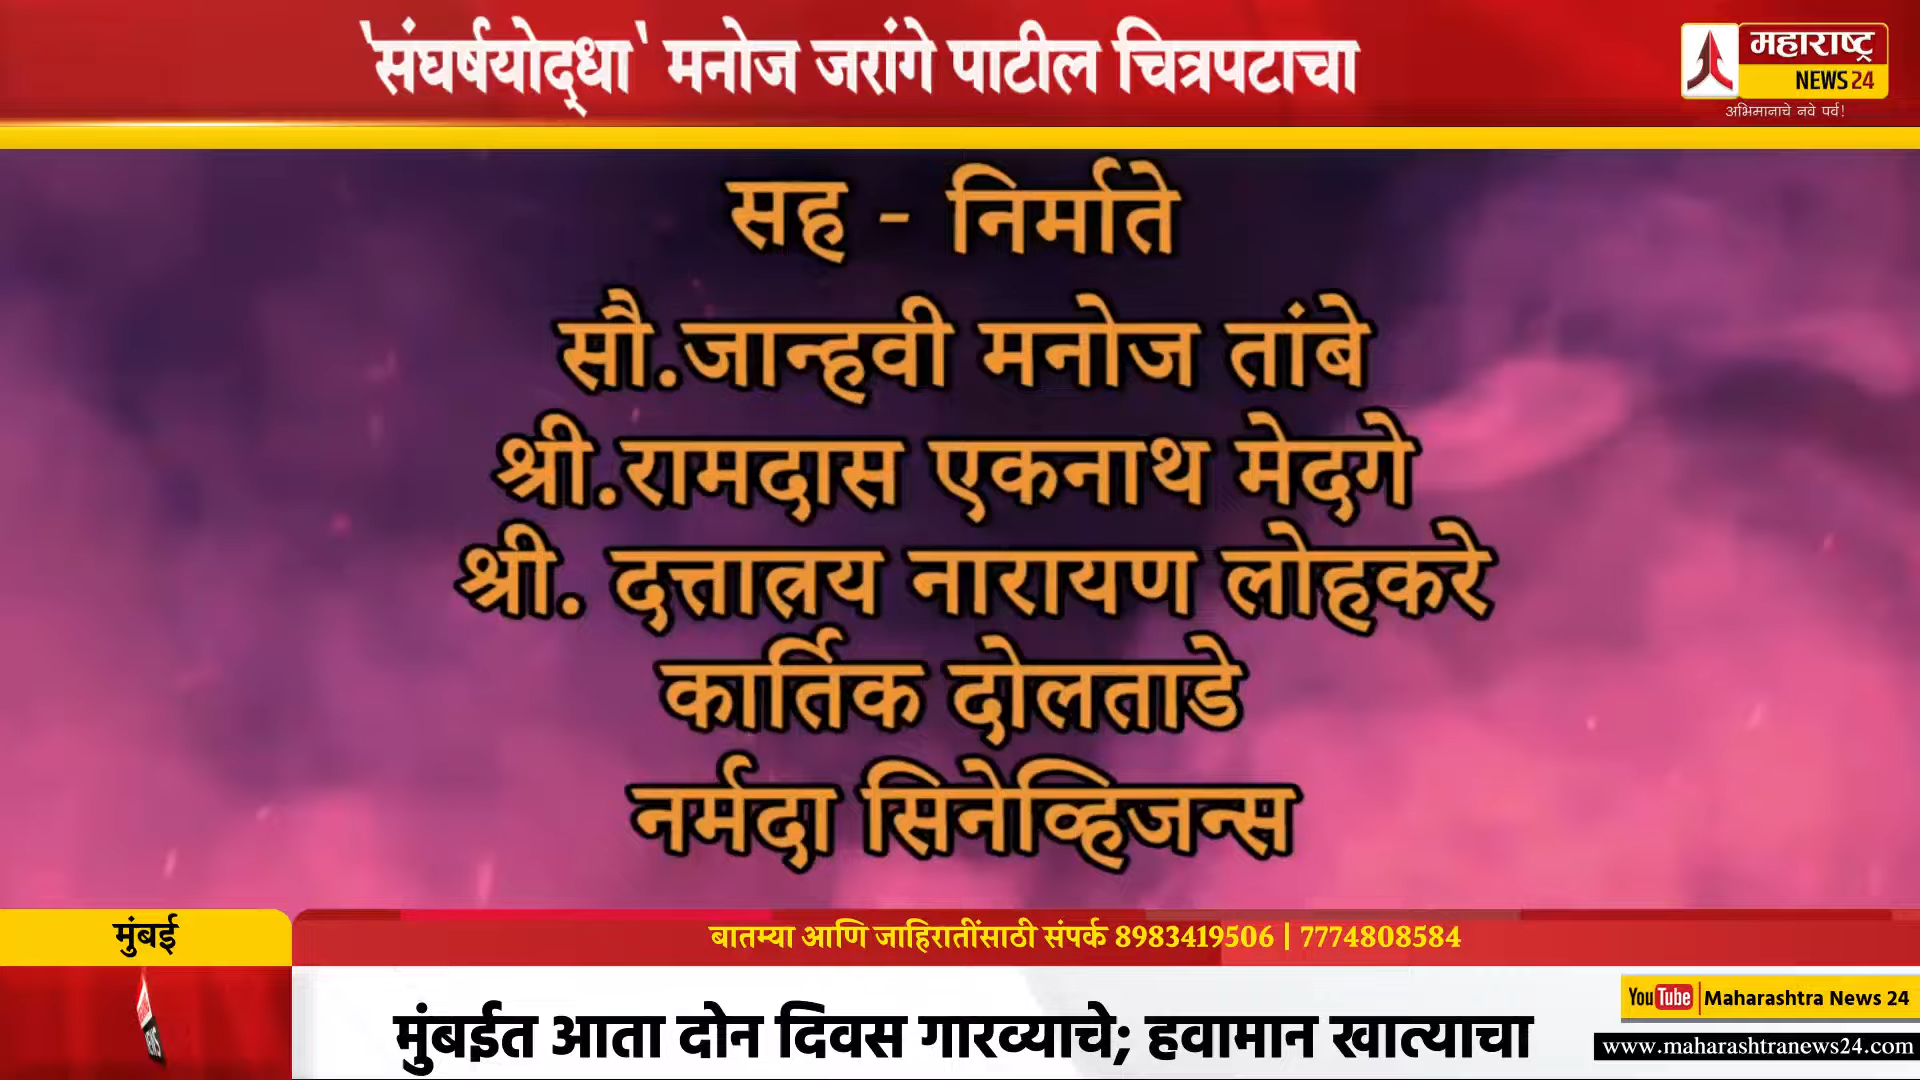 'संघर्षयोद्धा' मनोज जरांगे पाटील चित्रपटाचा
महाराष्ट्र
NEWS 24
अभिमानाचे नवे पर्व!
सह - निर्माते
सौ.जान्हवी मनोज तांबे
श्री.रामदास एकनाथ मेदगे
श्री. दत्तात्रय नारायण लोहकरे
कार्तिक दोलताडे
नर्मदा सिनेव्हिजन्स
मुंबई
बातम्या आणि जाहिरातींसाठी संपर्क 8983419506 | 7774808584
मुंबईत आता दोन दिवस गारव्याचे; हवामान खात्याचा
YouTube | Maharashtra News 24
www.maharashtranews24.com
NEWS